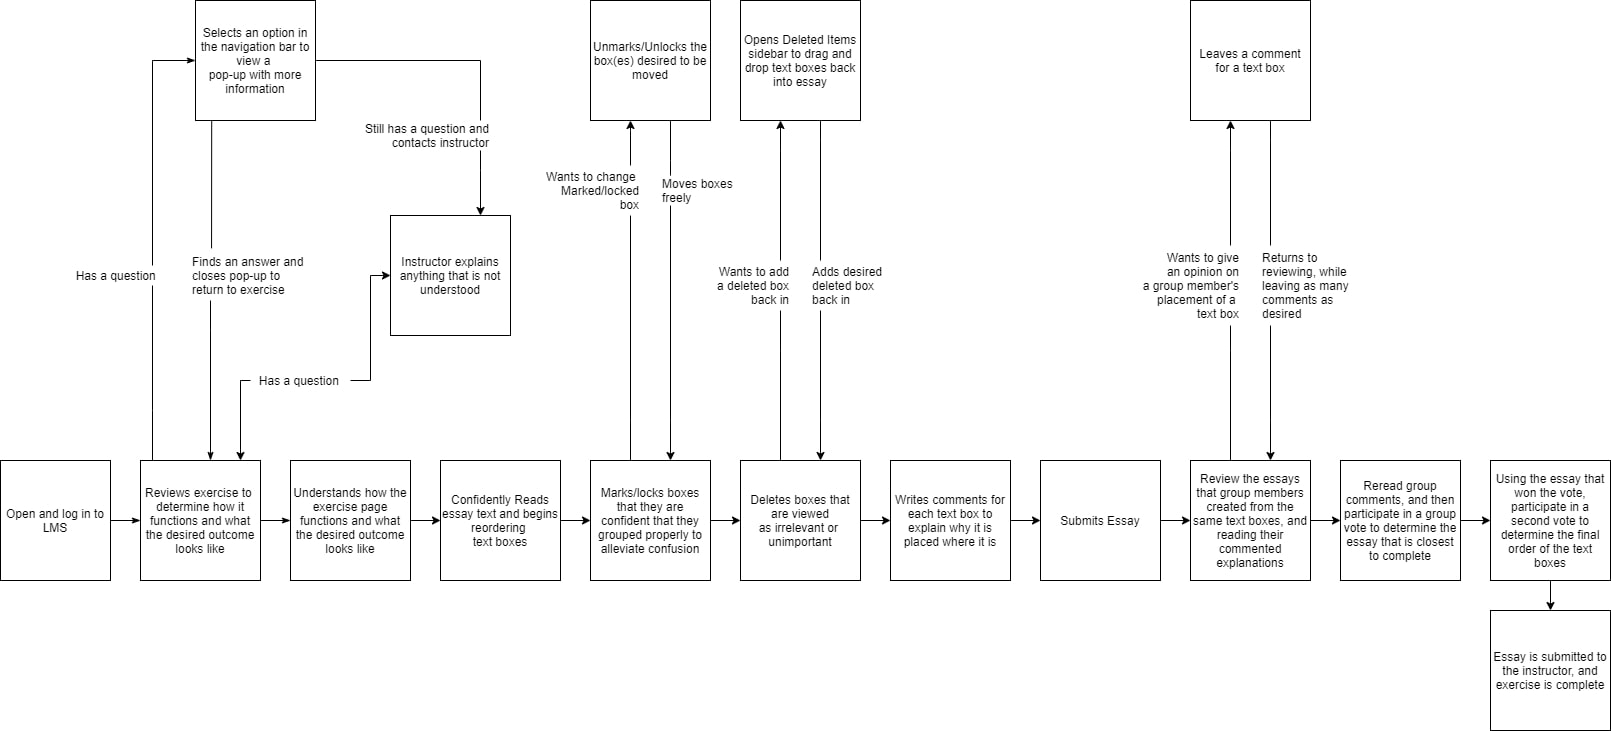 Selects an option in
the navigation bar to
view a
pop-up with more
information
Unmarks/Unlocks the
box(es) desired to be
moved
Opens Deleted Items
sidebar to drag and
drop text boxes back
into essay
Leaves a comment
for a text box
Still has a question and
contacts instructor
Wants to change
Marked/locked
box
Moves boxes
freely
Has a question
Finds an answer and
closes pop-up to
return to exercise
Instructor explains
anything that is not
understood
Wants to add
a deleted box
back in
Adds desired
deleted box
back in
Wants to give
an opinion on
a group member's
placement of a
text box
Returns to
reviewing, while
leaving as many
comments as
desired
Has a question
Open and log in to
LMS
Reviews exercise to
determine how it
functions and what
the desired outcome
looks like
Understands how the
exercise page
functions and what
the desired outcome
looks like
Confidently Reads
essay text and begins
reordering
text boxes
Marks/locks boxes
that they are
confident that they
grouped properly to
alleviate confusion
Deletes boxes that
are viewed
as irrelevant or
unimportant
Writes comments for
each text box to
explain why it is
placed where it is
Submits Essay
Review the essays
that group members
created from the
same text boxes, and
reading their
commented
explanations
Reread group
comments, and then
participate in a group
vote to determine the
essay that is closest
to complete
Using the essay that
won the vote,
participate in a
second vote to
determine the final
order of the text
boxes
Essay is submitted to
the instructor, and
exercise is complete